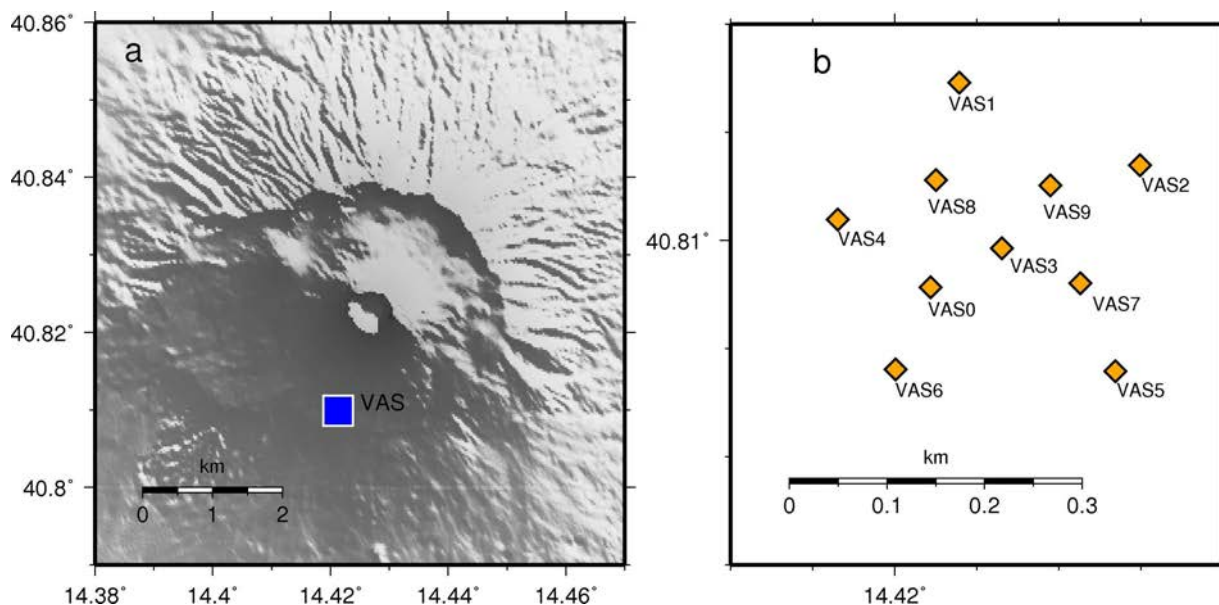 a
40.86°
40.84°
40.82°
40.8°
VAS
km
0 1 2
14.38 14.4° 14.42° 14.44° 14.46°
b
VAS1
VAS2
VAS8
VAS9
VAS4
40.81°
VAS3
VAS0
VAS7
VAS6
VAS5
km
0 0.1 0.2 0.3
14.42°